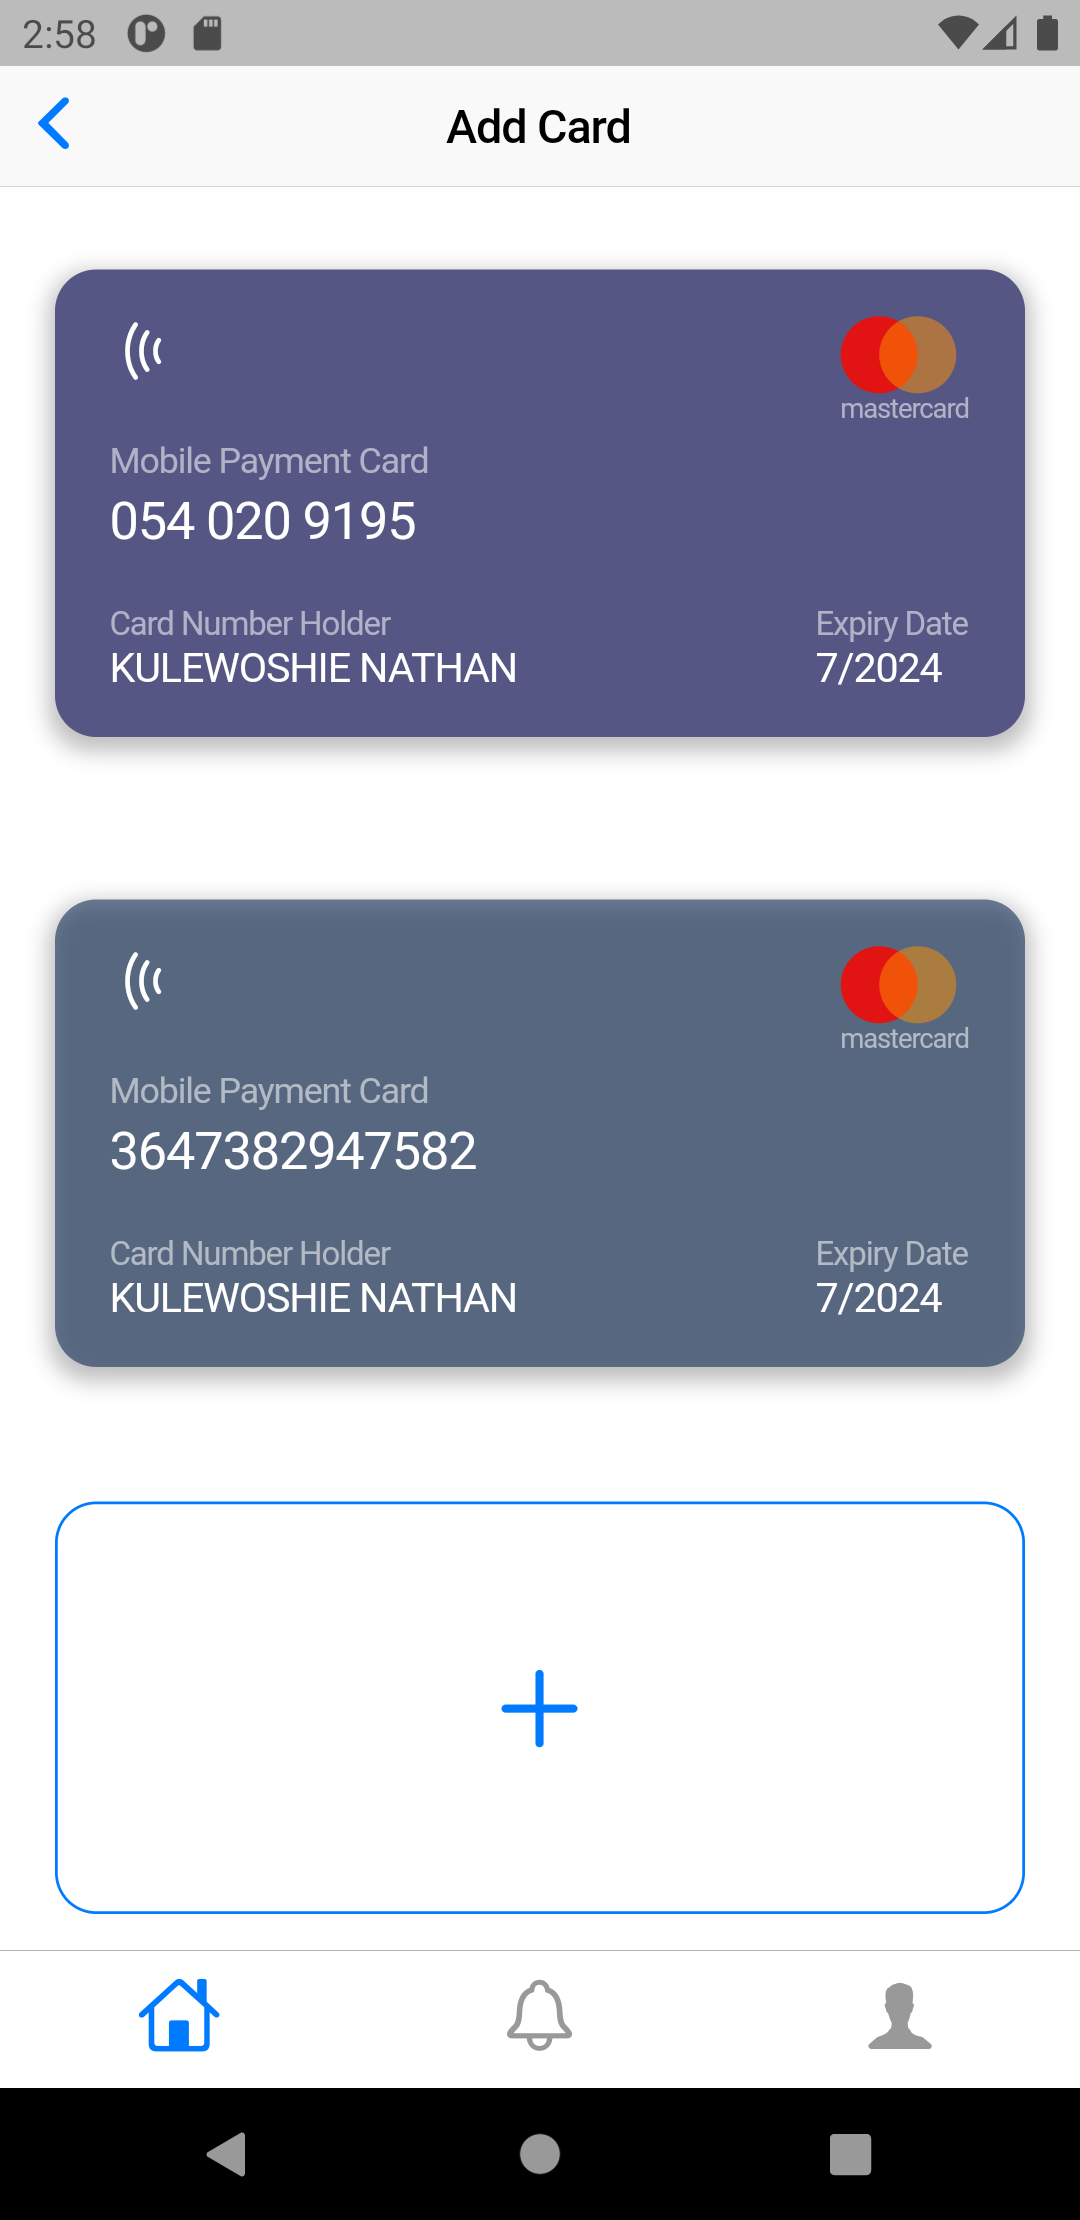 2:58
Add Card
mastercard
Mobile Payment Card
054 020 9195
Card Number Holder Expiry Date
KULEWOSHIE NATHAN 7/2024
mastercard
Mobile Payment Card
3647382947582
Card Number Holder Expiry Date
KULEWOSHIE NATHAN 7/2024